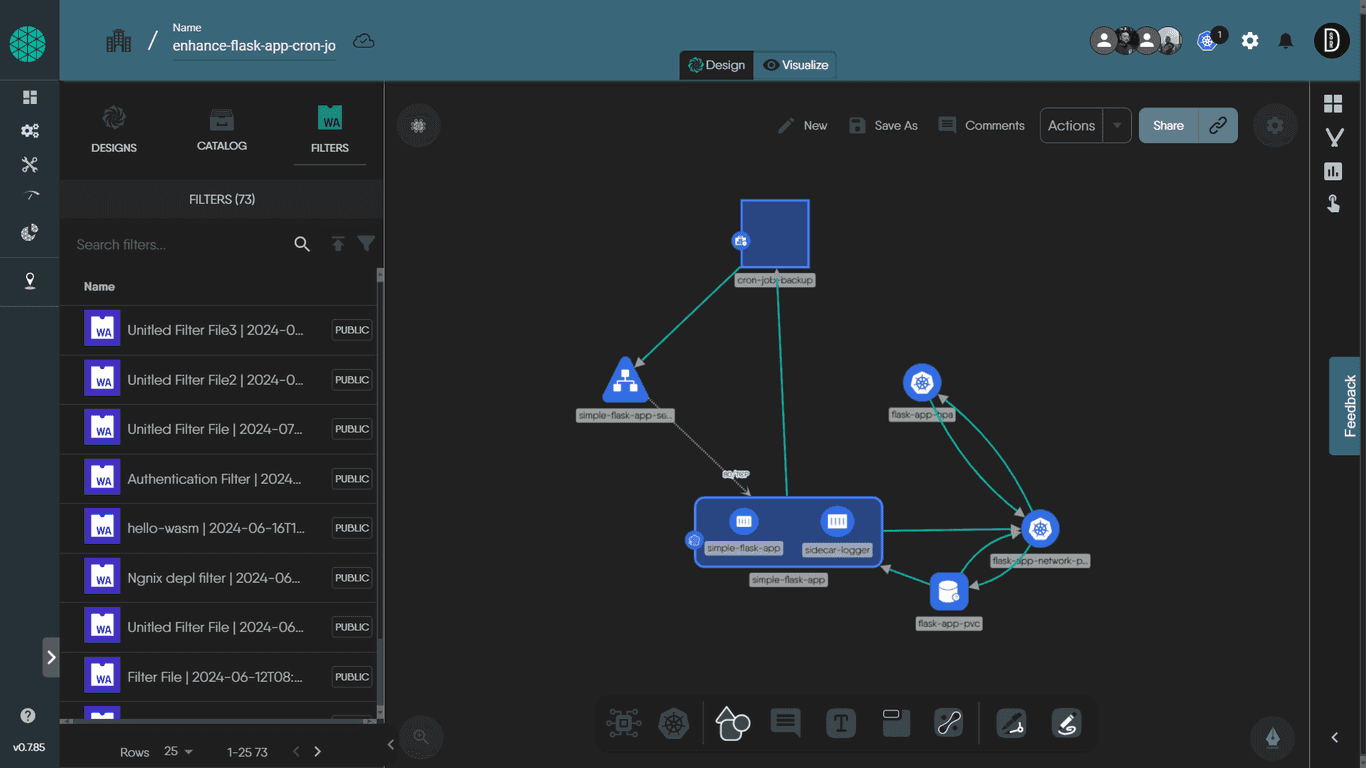 Name
enhance-flask-app-cron-jo
1
Design
Visualize
DESIGNS
CATALOG
WA
FILTERS
New
Save As
Comments
Actions
Share
FILTERS (73)
Search filters...
Name
WA Unitled Filter File3 | 2024-0... PUBLIC
WA Unitled Filter File2 | 2024-0... PUBLIC
WA Unitled Filter File | 2024-07... PUBLIC
WA Authentication Filter | 2024... PUBLIC
WA hello-wasm | 2024-06-16T1... PUBLIC
WA Ngnix depl filter | 2024-06... PUBLIC
WA Unitled Filter File | 2024-06... PUBLIC
WA Filter File | 2024-06-12T08:... PUBLIC
Rows 25 1-25 73
v0.7.85
cron-job-backup
simple-flask-app-se...
flask-app-hpa
simple-flask-app
sidecar-logger
simple-flask-app
flask-app-network-p...
flask-app-pvc
T
Feedback